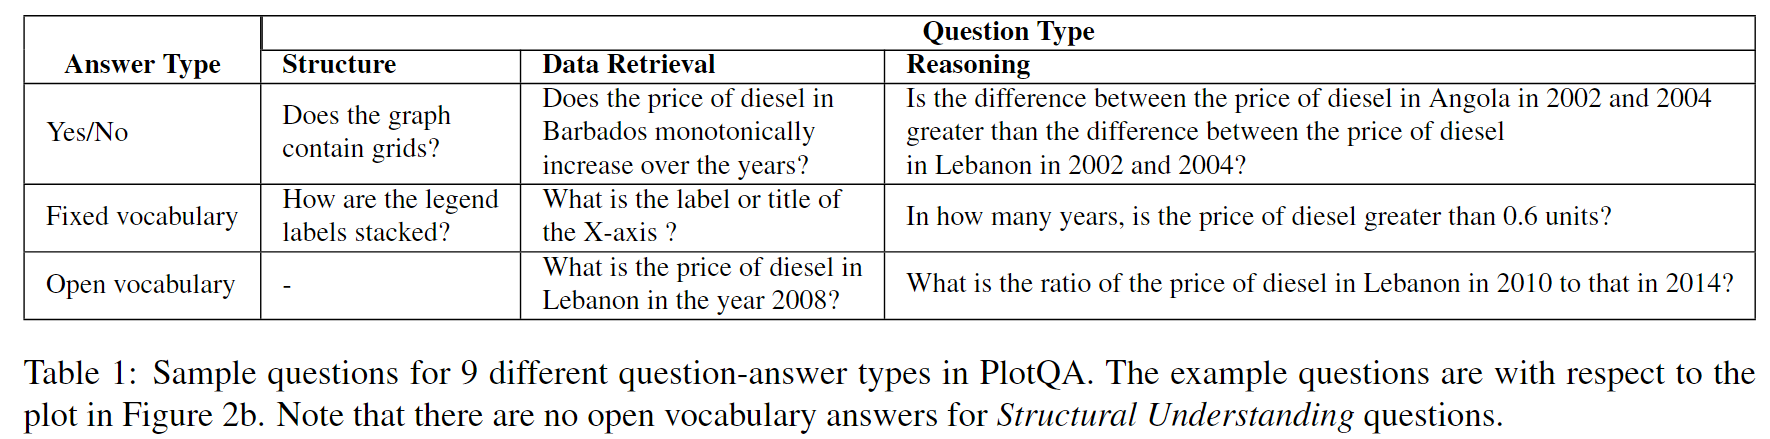 Question Type
Answer Type Structure Data Retrieval Reasoning
Yes/No
Does the graph
contain grids?
Does the price of diesel in
Barbados monotonically
increase over the years?
Is the difference between the price of diesel in Angola in 2002 and 2004
greater than the difference between the price of diesel
in Lebanon in 2002 and 2004?
Fixed vocabulary
How are the legend
labels stacked?
What is the label or title of
the X-axis ?
In how many years, is the price of diesel greater than 0.6 units?
Open vocabulary
-
What is the price of diesel in
Lebanon in the year 2008?
What is the ratio of the price of diesel in Lebanon in 2010 to that in 2014?
Table 1: Sample questions for 9 different question-answer types in PlotQA. The example questions are with respect to the
plot in Figure 2b. Note that there are no open vocabulary answers for Structural Understanding questions.